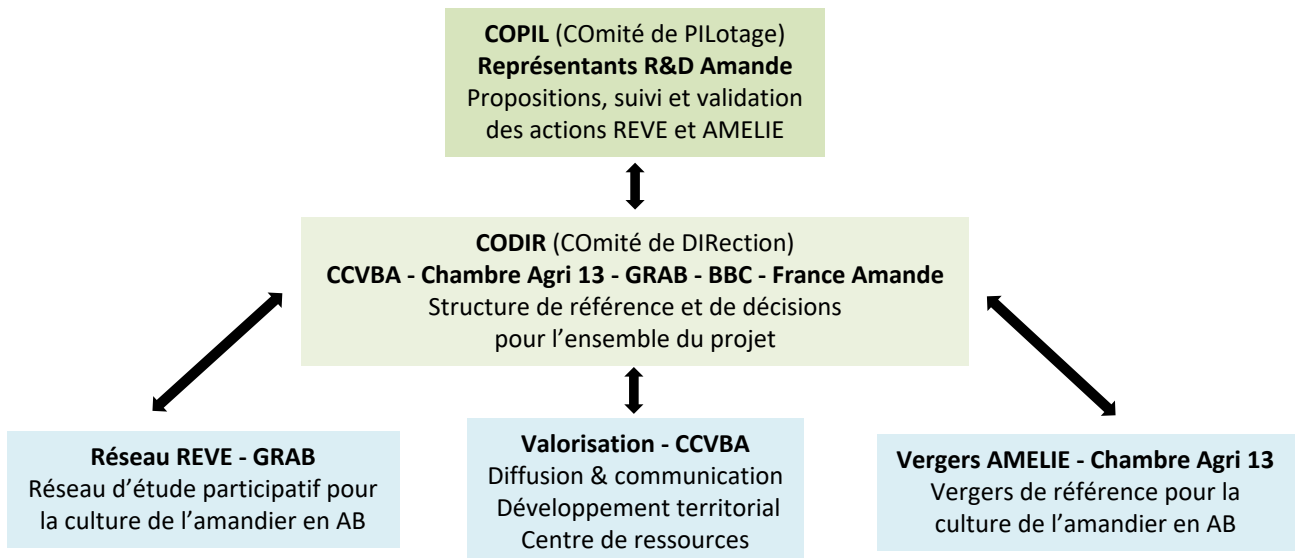 COPIL (COmité de PILotage)
Représentants R&D Amande
Propositions, suivi et validation
des actions REVE et AMELIE
CODIR (COmité de DIRection)
CCVBA - Chambre Agri 13 - GRAB - BBC - France Amande
Structure de référence et de décisions
pour l’ensemble du projet
Réseau REVE - GRAB
Réseau d’étude participatif pour
la culture de l’amandier en AB
Valorisation - CCVBA
Diffusion & communication
Développement territorial
Centre de ressources
Vergers AMELIE - Chambre Agri 13
Vergers de référence pour la
culture de l’amandier en AB